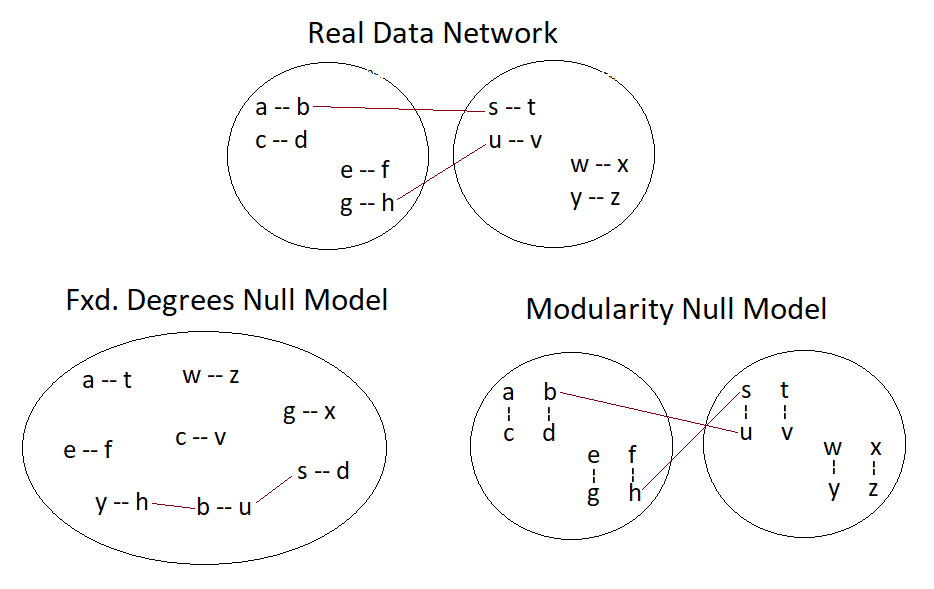 Real Data Network
a -- b
s -- t
c -- d
u -- v
e -- f
w -- x
g -- h
y -- z
Fxd. Degrees Null Model
a -- t
w -- z
g -- x
e -- f
c -- v
s -- d
y -- h
b -- u
Modularity Null Model
a b
c d
e f
g h
s t
u v
w x
y z